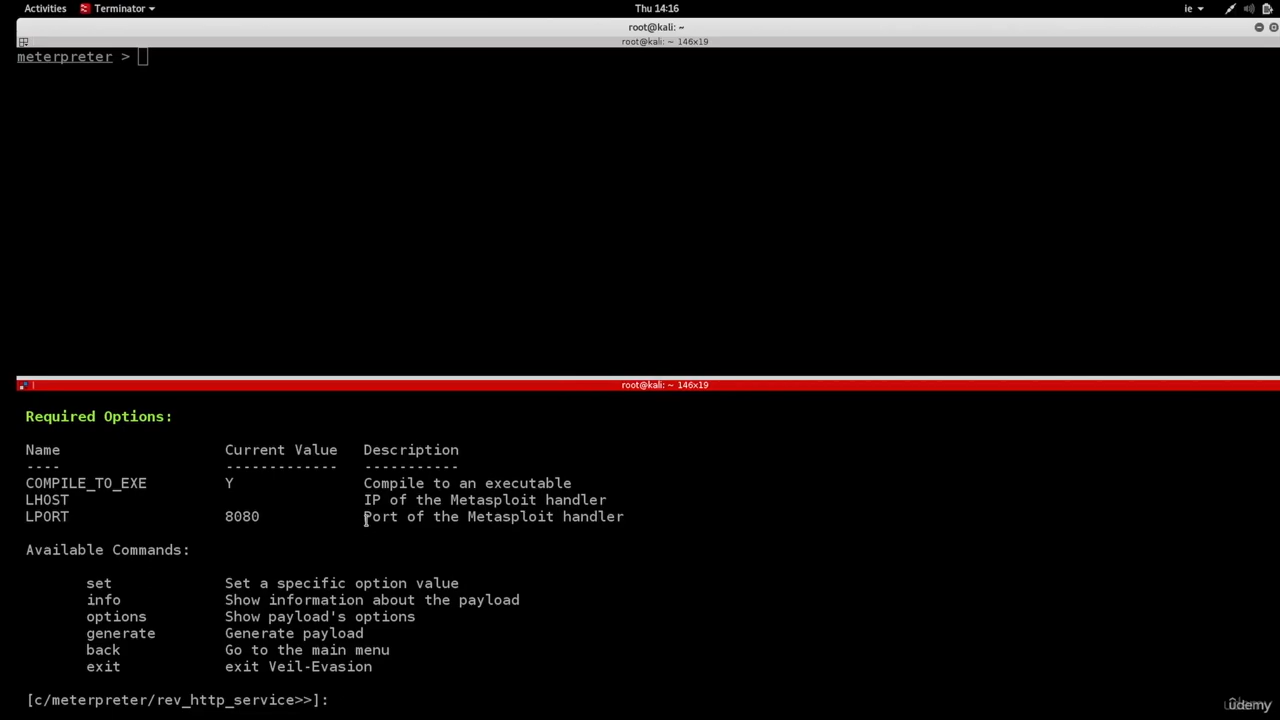 Activities Terminator Thu 14:16 ie
root@kali: ~
root@kali: ~ 146x19
meterpreter >
root@kali: ~ 146x19
Required Options:
Name Current Value Description
---- ------------- -----------
COMPILE_TO_EXE Y Compile to an executable
LHOST IP of the Metasploit handler
LPORT 8080 Port of the Metasploit handler
Available Commands:
set Set a specific option value
info Show information about the payload
options Show payload's options
generate Generate payload
back Go to the main menu
exit exit Veil-Evasion
[c/meterpreter/rev_http_service>>]:
udemy